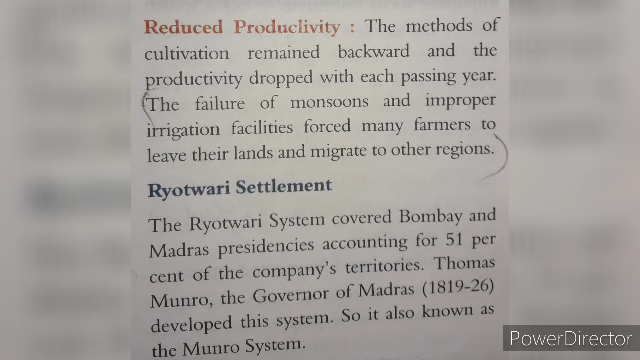 Reduced Productivity : The methods of
cultivation remained backward and the
productivity dropped with each passing year.
The failure of monsoons and improper
irrigation facilities forced many farmers to
leave their lands and migrate to other regions.
Ryotwari Settlement
The Ryotwari System covered Bombay and
Madras presidencies accounting for 51 per
cent of the company's territories. Thomas
Munro, the Governor of Madras (1819-26)
developed this system. So it also known as
the Munro System.
PowerDirector